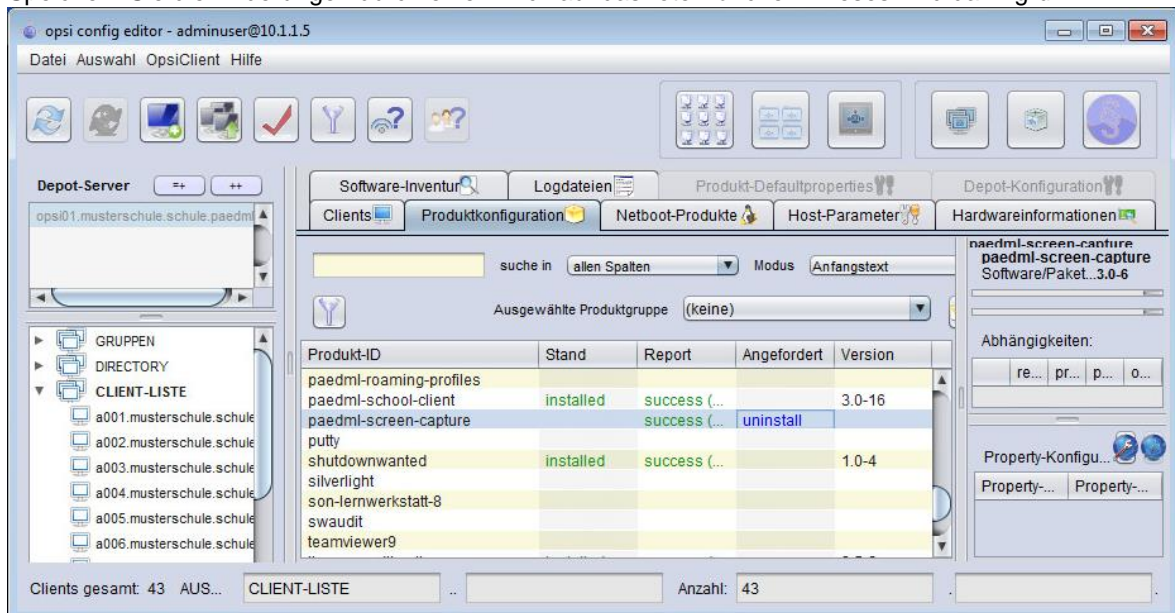 opsi config editor - adminuser@10.1.1.5
Datei Auswahl OpsiClient Hilfe
Depot-Server =+ ++
opsi01.musterschule.schule.paedml
GRUPPEN
DIRECTORY
CLIENT-LISTE
a001.musterschule.schule
a002.musterschule.schule
a003.musterschule.schule
a004.musterschule.schule
a005.musterschule.schule
a006.musterschule.schule
Software-Inventur Logdateien Produkt-Defaultproperties Depot-Konfiguration
Clients Produktkonfiguration Netboot-Produkte Host-Parameter Hardwareinformationen
suche in allen Spalten Modus Anfangstext
Ausgewählte Produktgruppe (keine)
Produkt-ID Stand Report Angefordert Version
paedml-roaming-profiles
paedml-school-client installed success (... 3.0-16
paedml-screen-capture success (... uninstall
putty
shutdownwanted installed success (... 1.0-4
silverlight
son-lernwerkstatt-8
swaudit
teamviewer9
paedml-screen-capture
paedml-screen-capture
Software/Paket...3.0-6
Abhängigkeiten:
re... pr... p... o...
Property-Konfigu...
Property-... Property-...
Clients gesamt: 43 AUS... CLIENT-LISTE .. Anzahl: 43 . .